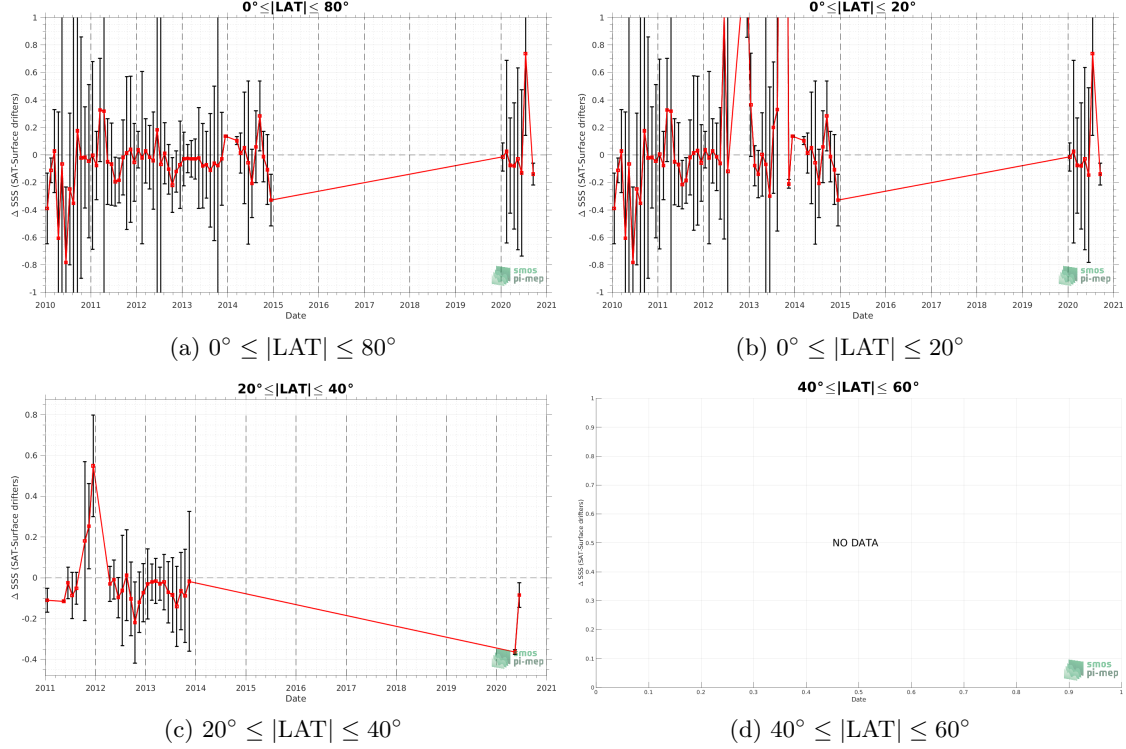 0°≤|LAT|≤ 80°
Δ SSS (SAT-Surface drifters)
1
0.8
0.6
0.4
0.2
0
-0.2
-0.4
-0.6
-0.8
-1
2010 2011 2012 2013 2014 2015 2016 2017 2018 2019 2020 2021
Date
smos
pi-mep
(a) 0° ≤ |LAT| ≤ 80°
0°≤|LAT|≤ 20°
Δ SSS (SAT-Surface drifters)
1
0.8
0.6
0.4
0.2
0
-0.2
-0.4
-0.6
-0.8
-1
2010 2011 2012 2013 2014 2015 2016 2017 2018 2019 2020 2021
Date
smos
pi-mep
(b) 0° ≤ |LAT| ≤ 20°
20°≤|LAT|≤ 40°
Δ SSS (SAT-Surface drifters)
0.8
0.6
0.4
0.2
0
-0.2
-0.4
2011 2012 2013 2014 2015 2016 2017 2018 2019 2020 2021
Date
smos
pi-mep
(c) 20° ≤ |LAT| ≤ 40°
40°≤|LAT|≤ 60°
Δ SSS (SAT-Surface drifters)
1
0.9
0.8
0.7
0.6
0.5
0.4
0.3
0.2
0.1
0
NO DATA
0 0.1 0.2 0.3 0.4 0.5 0.6 0.7 0.8 0.9 1
Date
smos
pi-mep
(d) 40° ≤ |LAT| ≤ 60°